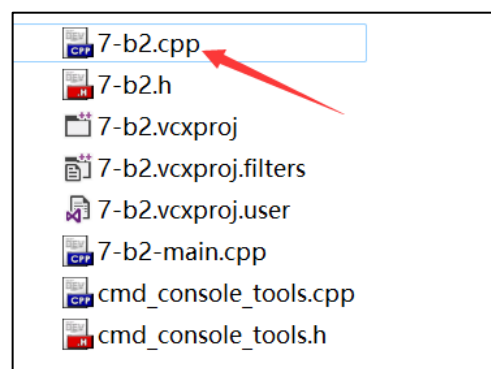 7-b2.cpp
7-b2.h
7-b2.vcxproj
7-b2.vcxproj.filters
7-b2.vcxproj.user
7-b2-main.cpp
cmd_console_tools.cpp
cmd_console_tools.h